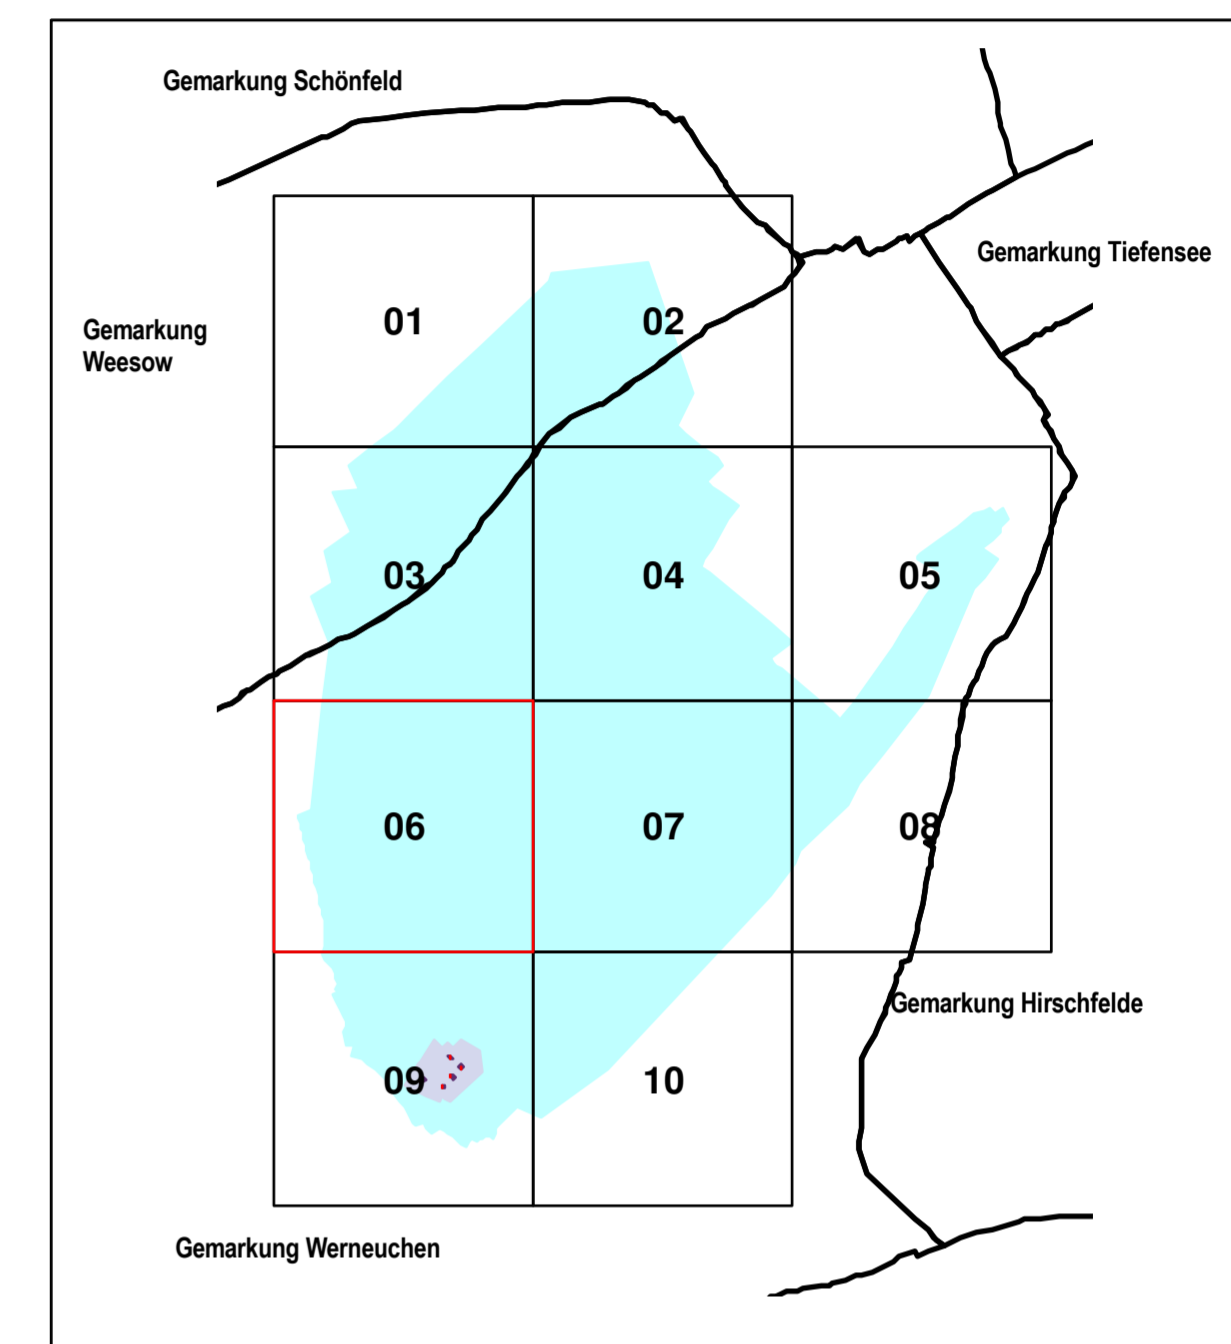 Gemarkung Schönfeld
Gemarkung Tiefensee
Gemarkung
Weesow
01
02
03
04
05
06
07
08
Gemarkung Hirschfelde
09
10
Gemarkung Werneuchen